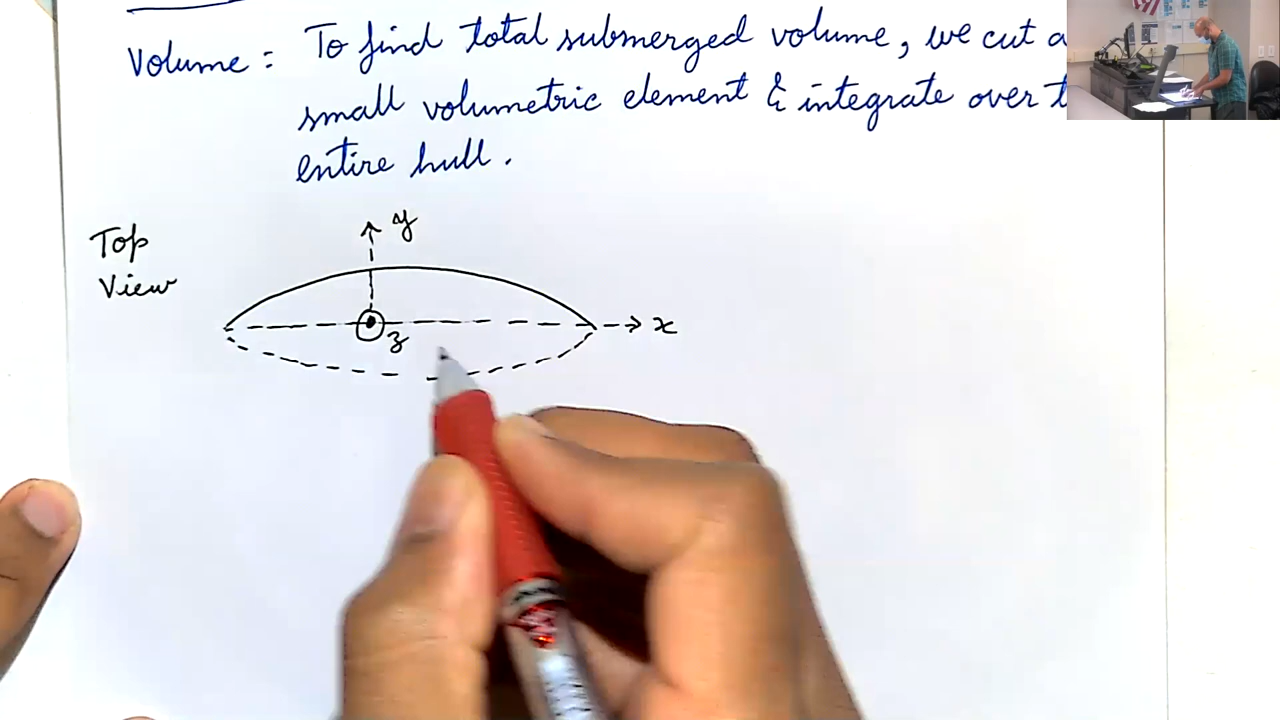 Volume : To find total submerged volume, we cut a
small volumetric element & integrate over
entire hull.
Top
View
y
z
x